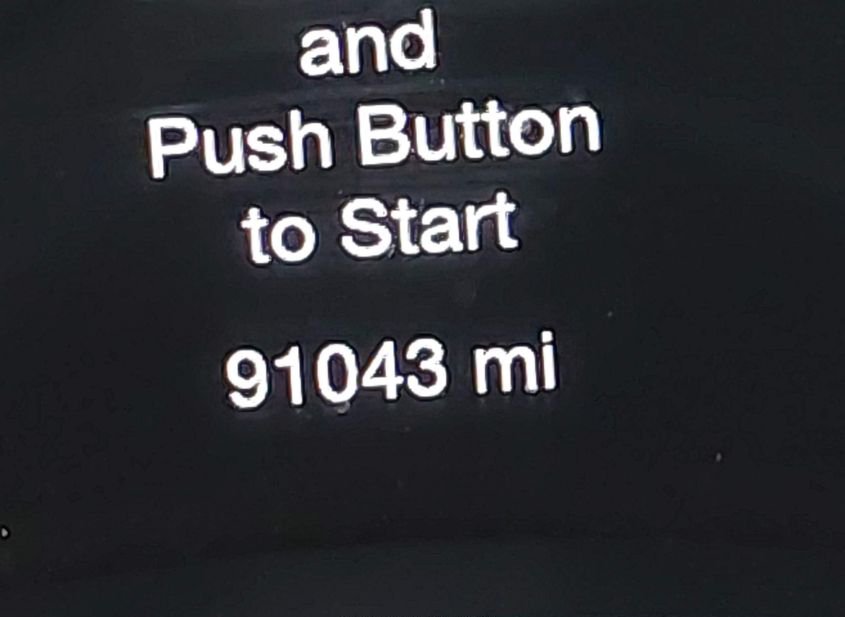 and
Push Button
to Start
91043 mi